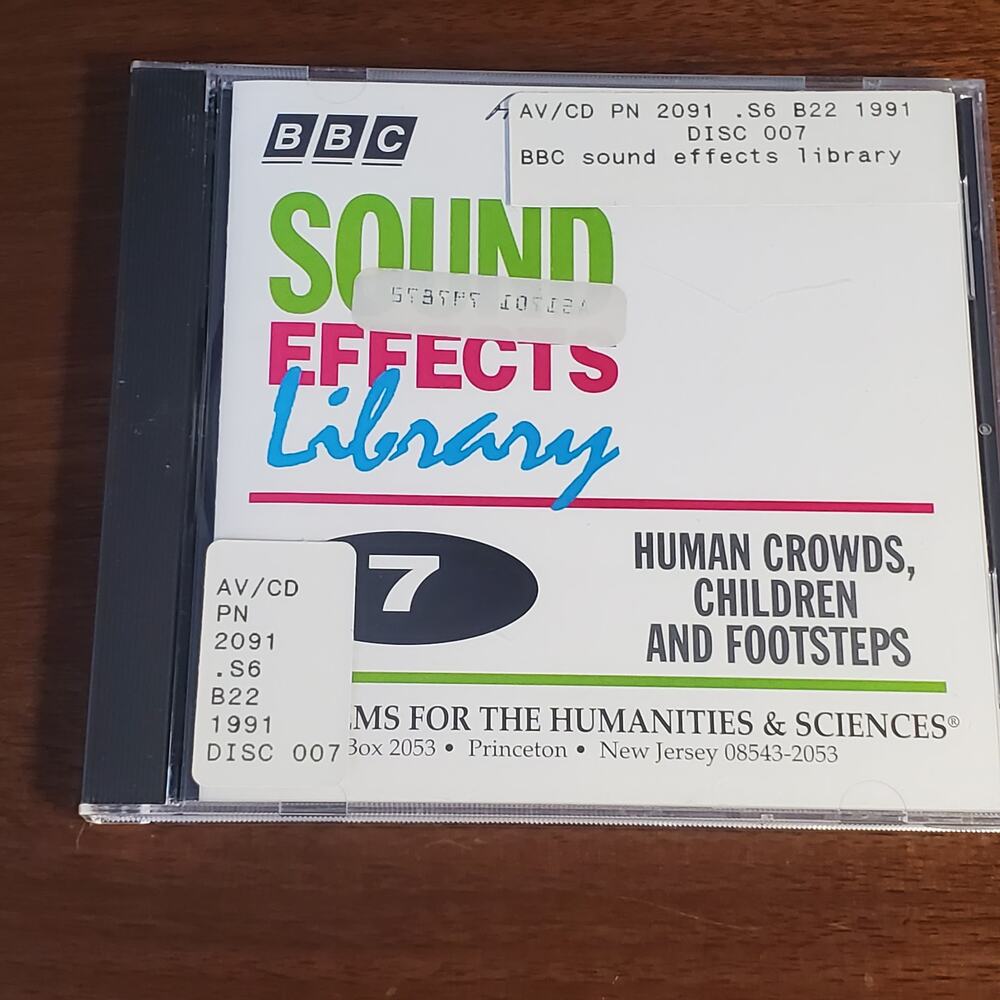 BBC
AV/CD PN 2091 .S6 B22 1991
DISC 007
BBC sound effects library
SOUND
EFFECTS
Library
7
HUMAN CROWDS,
CHILDREN
AND FOOTSTEPS
AV/CD
PN
2091
.S6
B22
1991
DISC 007
FOR THE HUMANITIES & SCIENCES®
Box 2053 • Princeton • New Jersey 08543-2053